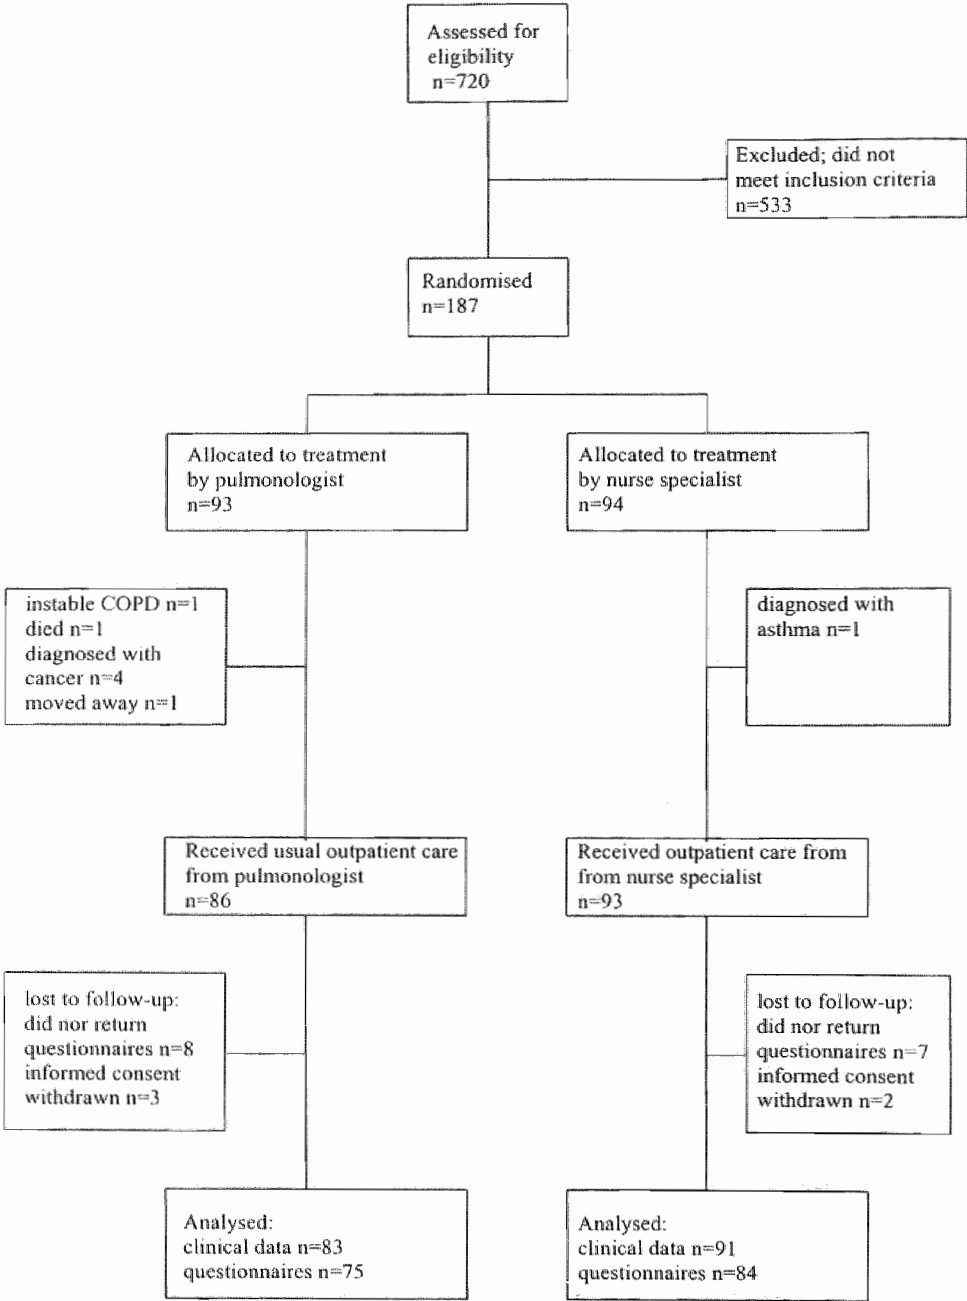 Assessed for
eligibility
n=720
Excluded; did not
meet inclusion criteria
n=533
Randomised
n=187
Allocated to treatment
by pulmonologist
n=93
Allocated to treatment
by nurse specialist
n=94
instable COPD n=1
died n=1
diagnosed with
cancer n=4
moved away n=1
diagnosed with
asthma n=1
Received usual outpatient care
from pulmonologist
n=86
Received outpatient care from
from nurse specialist
n=93
lost to follow-up:
did nor return
questionnaires n=8
informed consent
withdrawn n=3
lost to follow-up:
did nor return
questionnaires n=7
informed consent
withdrawn n=2
Analysed:
clinical data n=83
questionnaires n=75
Analysed:
clinical data n=91
questionnaires n=84